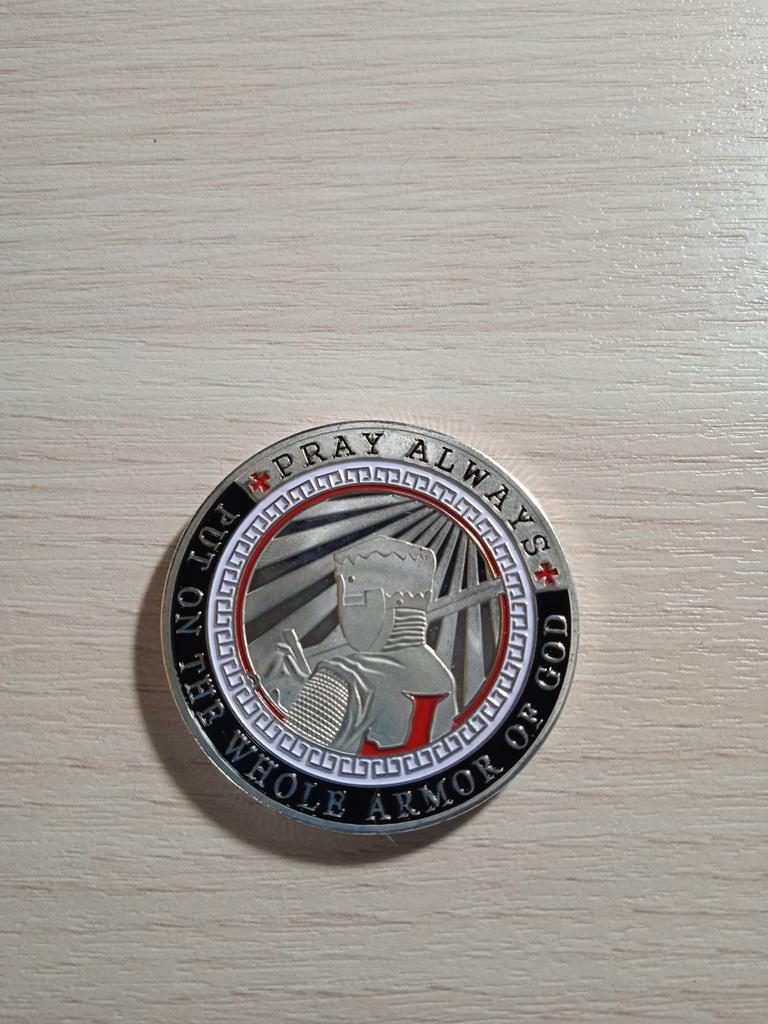 PRAY ALWAYS
PUT ON THE WHOLE ARMOR OF GOD
J